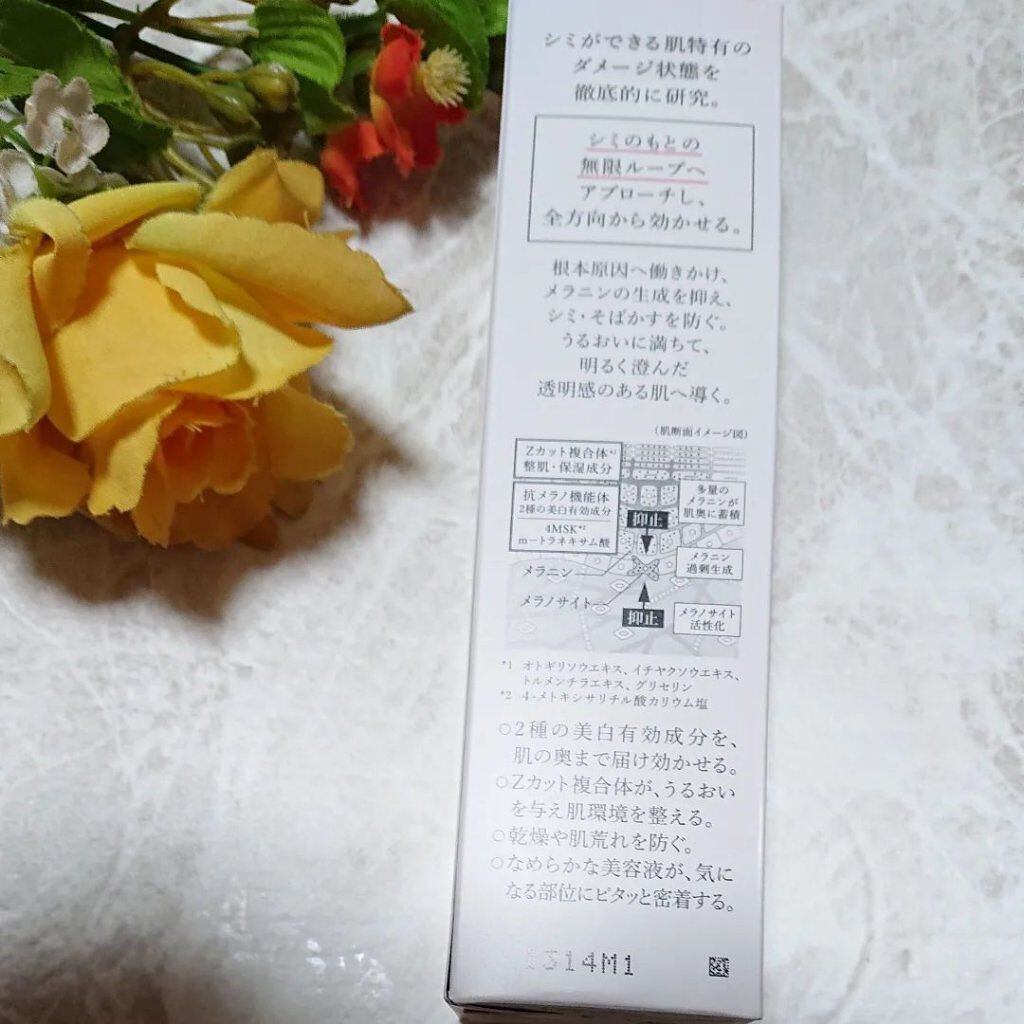 シミができる肌特有の
ダメージ状態を
徹底的に研究。
シミのもとの
無限ループへ
アプローチし、
全方向から効かせる。
根本原因へ働きかけ、
メラニンの生成を抑え、
シミ・そばかすを防ぐ。
うるおいに満ちて、
明るく澄んだ
透明感のある肌へ導く。
（肌断面イメージ図）
Zカット複合体*1
整肌・保湿成分
抗メラノ機能体
2種の美白有効成分
4MSK*2
m－トラネキサム酸
多量の
メラニンが
肌奥に蓄積
抑止
メラニン
過剰生成
メラニン
メラノサイト
抑止
メラノサイト
活性化
*1 オトギリソウエキス、イチヤクソウエキス、
トルメンチラエキス、グリセリン
*2 4-メトキシサリチル酸カリウム塩
○2種の美白有効成分を、
肌の奥まで届け効かせる。
○Zカット複合体が、うるおい
を与え肌環境を整える。
○乾燥や肌荒れを防ぐ。
○なめらかな美容液が、気に
なる部位にピタッと密着する。
314M1